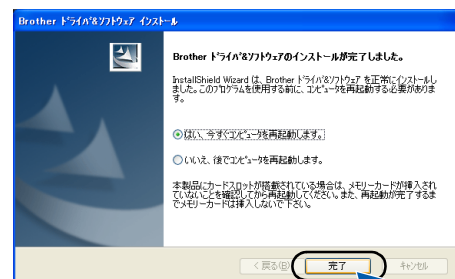 Brother ﾄﾞﾗｲﾊﾞ&ｿﾌﾄｳｪｱ ｲﾝｽﾄｰﾙ
Brother ﾄﾞﾗｲﾊﾞ&ｿﾌﾄｳｪｱのインストールが完了しました。
InstallShield Wizard は、Brother ﾄﾞﾗｲﾊﾞ&ｿﾌﾄｳｪｱ を正常にｲﾝｽﾄｰﾙし
ました。このﾌﾟﾛｸﾞﾗﾑを使用する前に、ｺﾝﾋﾟｭｰﾀを再起動する必要がありま
す。
はい、今すぐｺﾝﾋﾟｭｰﾀを再起動します。
いいえ、後でｺﾝﾋﾟｭｰﾀを再起動します。
本製品にカードスロットが搭載されている場合は、メモリーカードが挿入され
ていないことを確認してから再起動してください。また、再起動が完了するま
でメモリーカードは挿入しないで下さい。
< 戻る(B)
完了
ｷｬﾝｾﾙ